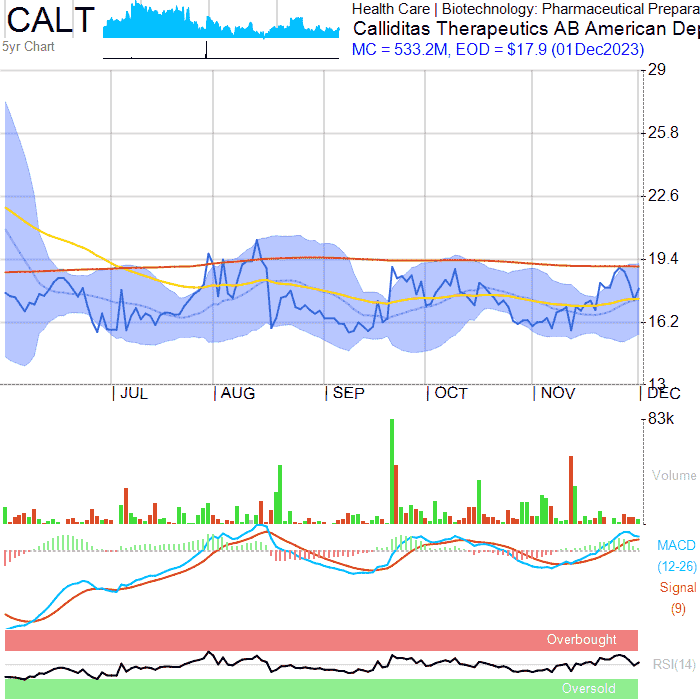 CALT
5yr Chart
Health Care | Biotechnology: Pharmaceutical Prepara
Calliditas Therapeutics AB American Dep
MC = 533.2M, EOD = $17.9 (01Dec2023)
29
25.8
22.6
19.4
16.2
13
JUL AUG SEP OCT NOV DEC
83k
Volume
MACD
(12-26)
Signal
(9)
Overbought
RSI(14)
Oversold